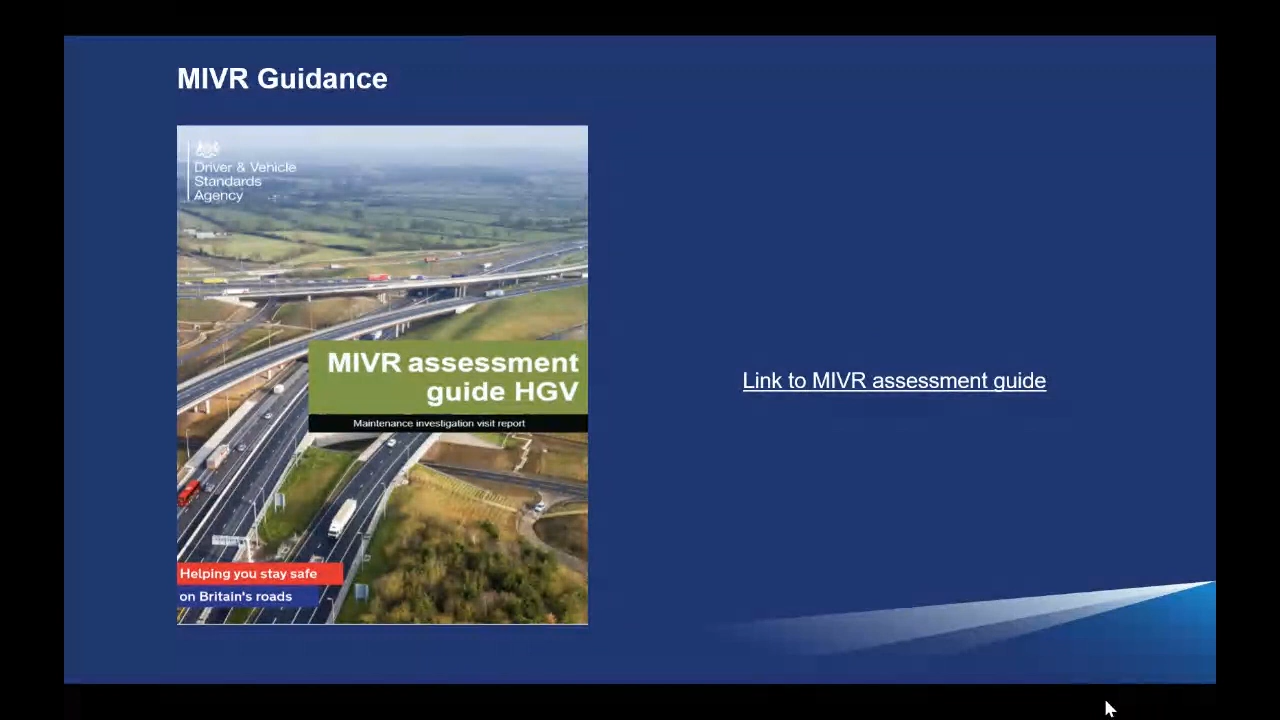 MIVR Guidance
Driver & Vehicle
Standards
Agency
MIVR assessment
guide HGV
Maintenance investigation visit report
Link to MIVR assessment guide
Helping you stay safe
on Britain's roads